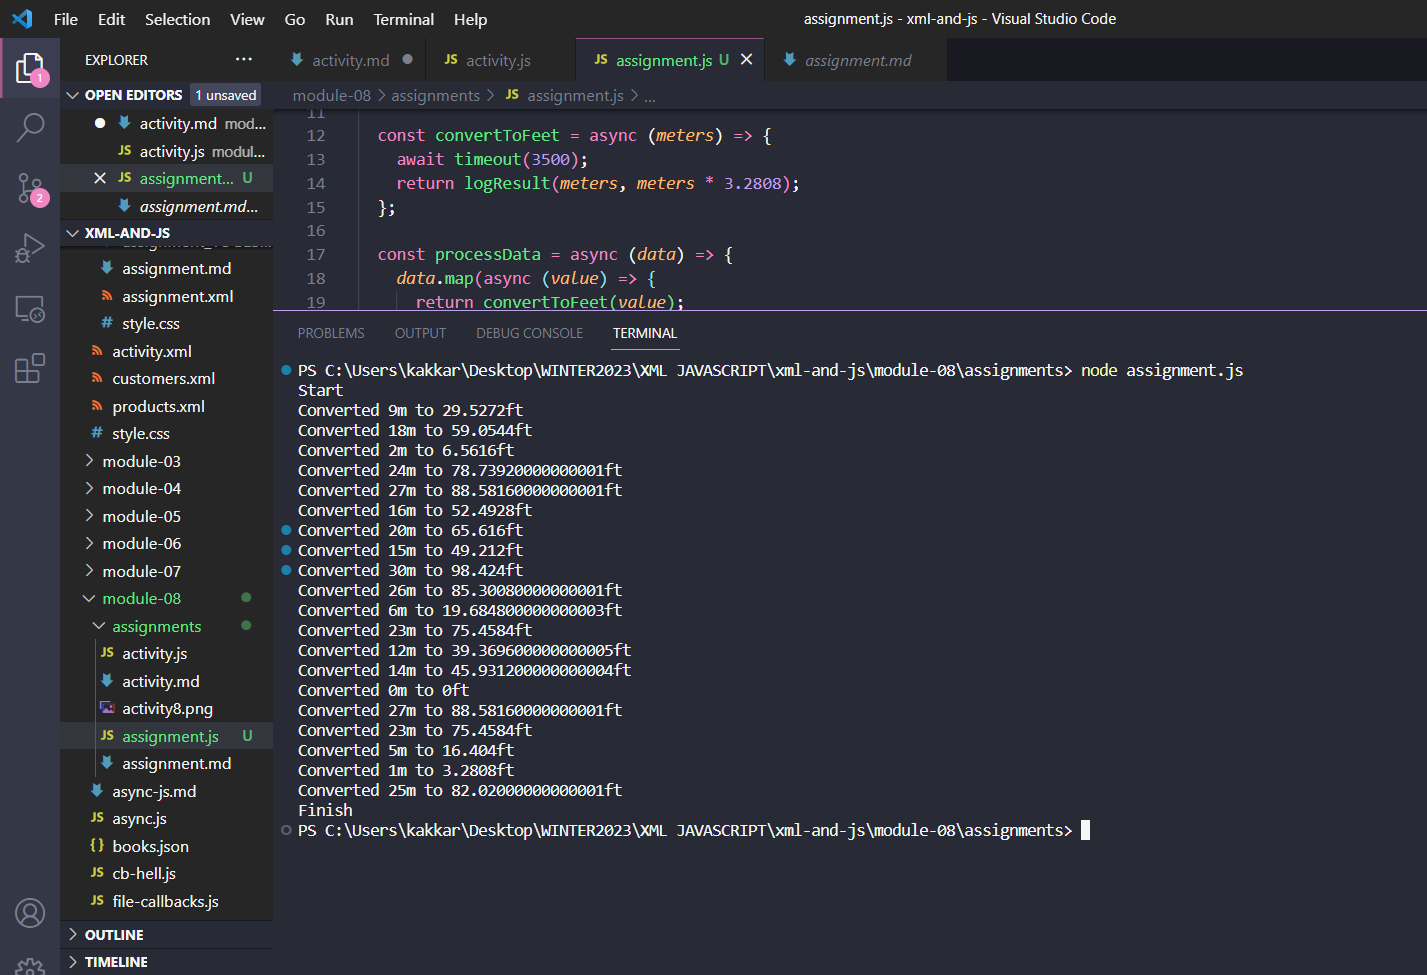 File Edit Selection View Go Run Terminal Help
assignment.js - xml-and-js - Visual Studio Code
EXPLORER ...
1
2
OPEN EDITORS 1 unsaved
activity.md mod...
JS activity.js modul...
JS assignment... U
assignment.md...
XML-AND-JS
assignment.md
assignment.xml
# style.css
activity.xml
customers.xml
products.xml
# style.css
module-03
module-04
module-05
module-06
module-07
module-08
assignments
JS activity.js
activity.md
activity8.png
JS assignment.js U
assignment.md
async-js.md
JS async.js
{} books.json
JS cb-hell.js
JS file-callbacks.js
OUTLINE
TIMELINE
activity.md
JS activity.js
JS assignment.js U
assignment.md
module-08 > assignments > JS assignment.js > ...
11
12 const convertToFeet = async (meters) => {
13 await timeout(3500);
14 return logResult(meters, meters * 3.2808);
15 };
16
17 const processData = async (data) => {
18 data.map(async (value) => {
19 return convertToFeet(value);
PROBLEMS OUTPUT DEBUG CONSOLE TERMINAL
PS C:\Users\kakkar\Desktop\WINTER2023\XML JAVASCRIPT\xml-and-js\module-08\assignments> node assignment.js
Start
Converted 9m to 29.5272ft
Converted 18m to 59.0544ft
Converted 2m to 6.5616ft
Converted 24m to 78.73920000000001ft
Converted 27m to 88.58160000000001ft
Converted 16m to 52.4928ft
Converted 20m to 65.616ft
Converted 15m to 49.212ft
Converted 30m to 98.424ft
Converted 26m to 85.30080000000001ft
Converted 6m to 19.684800000000003ft
Converted 23m to 75.4584ft
Converted 12m to 39.369600000000005ft
Converted 14m to 45.931200000000004ft
Converted 0m to 0ft
Converted 27m to 88.58160000000001ft
Converted 23m to 75.4584ft
Converted 5m to 16.404ft
Converted 1m to 3.2808ft
Converted 25m to 82.02000000000001ft
Finish
PS C:\Users\kakkar\Desktop\WINTER2023\XML JAVASCRIPT\xml-and-js\module-08\assignments>